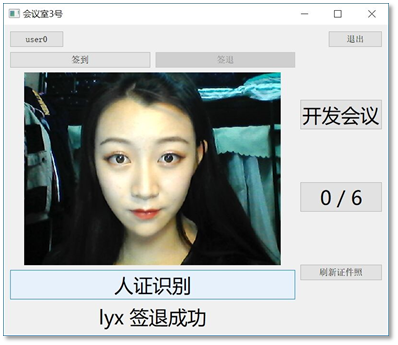 会议室3号
user0
退出
签到
签退
开发会议
0 / 6
人证识别
刷新证件照
lyx 签退成功